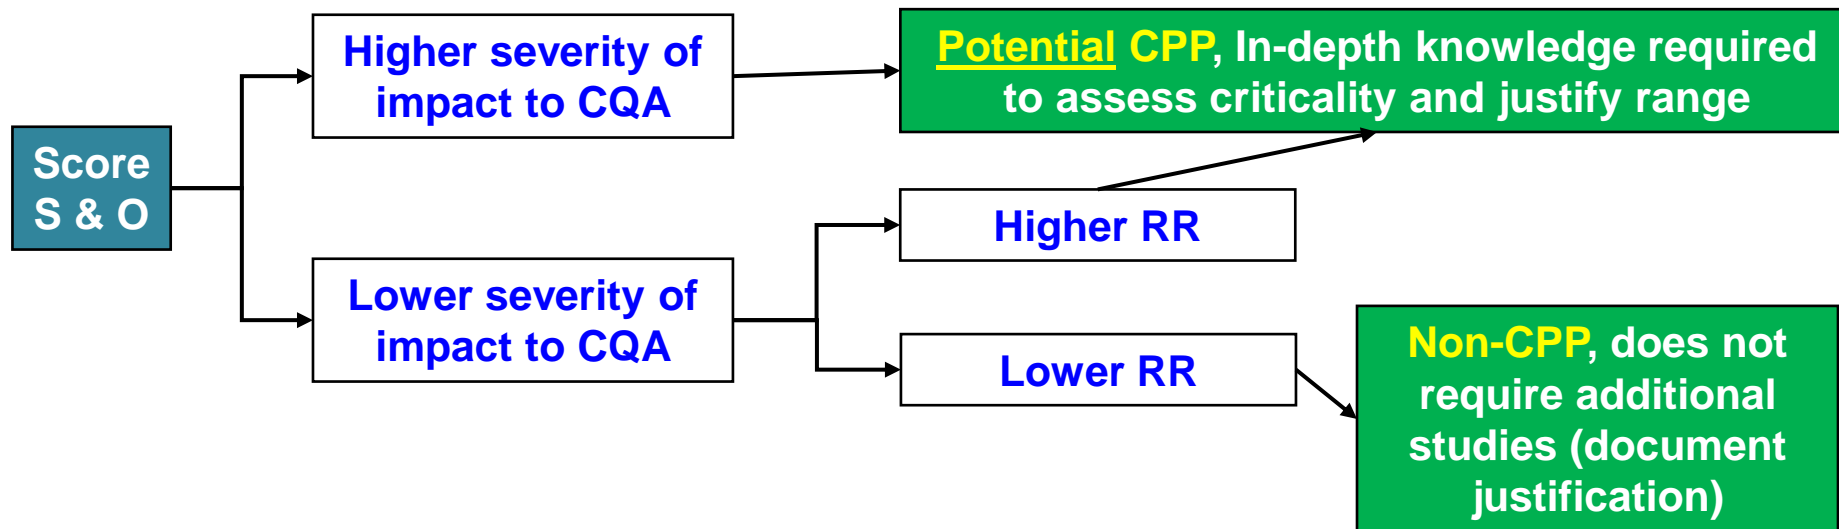 Score
S & O
Higher severity of
impact to CQA
Lower severity of
impact to CQA
Potential CPP, In-depth knowledge required
to assess criticality and justify range
Higher RR
Lower RR
Non-CPP, does not
require additional
studies (document
justification)